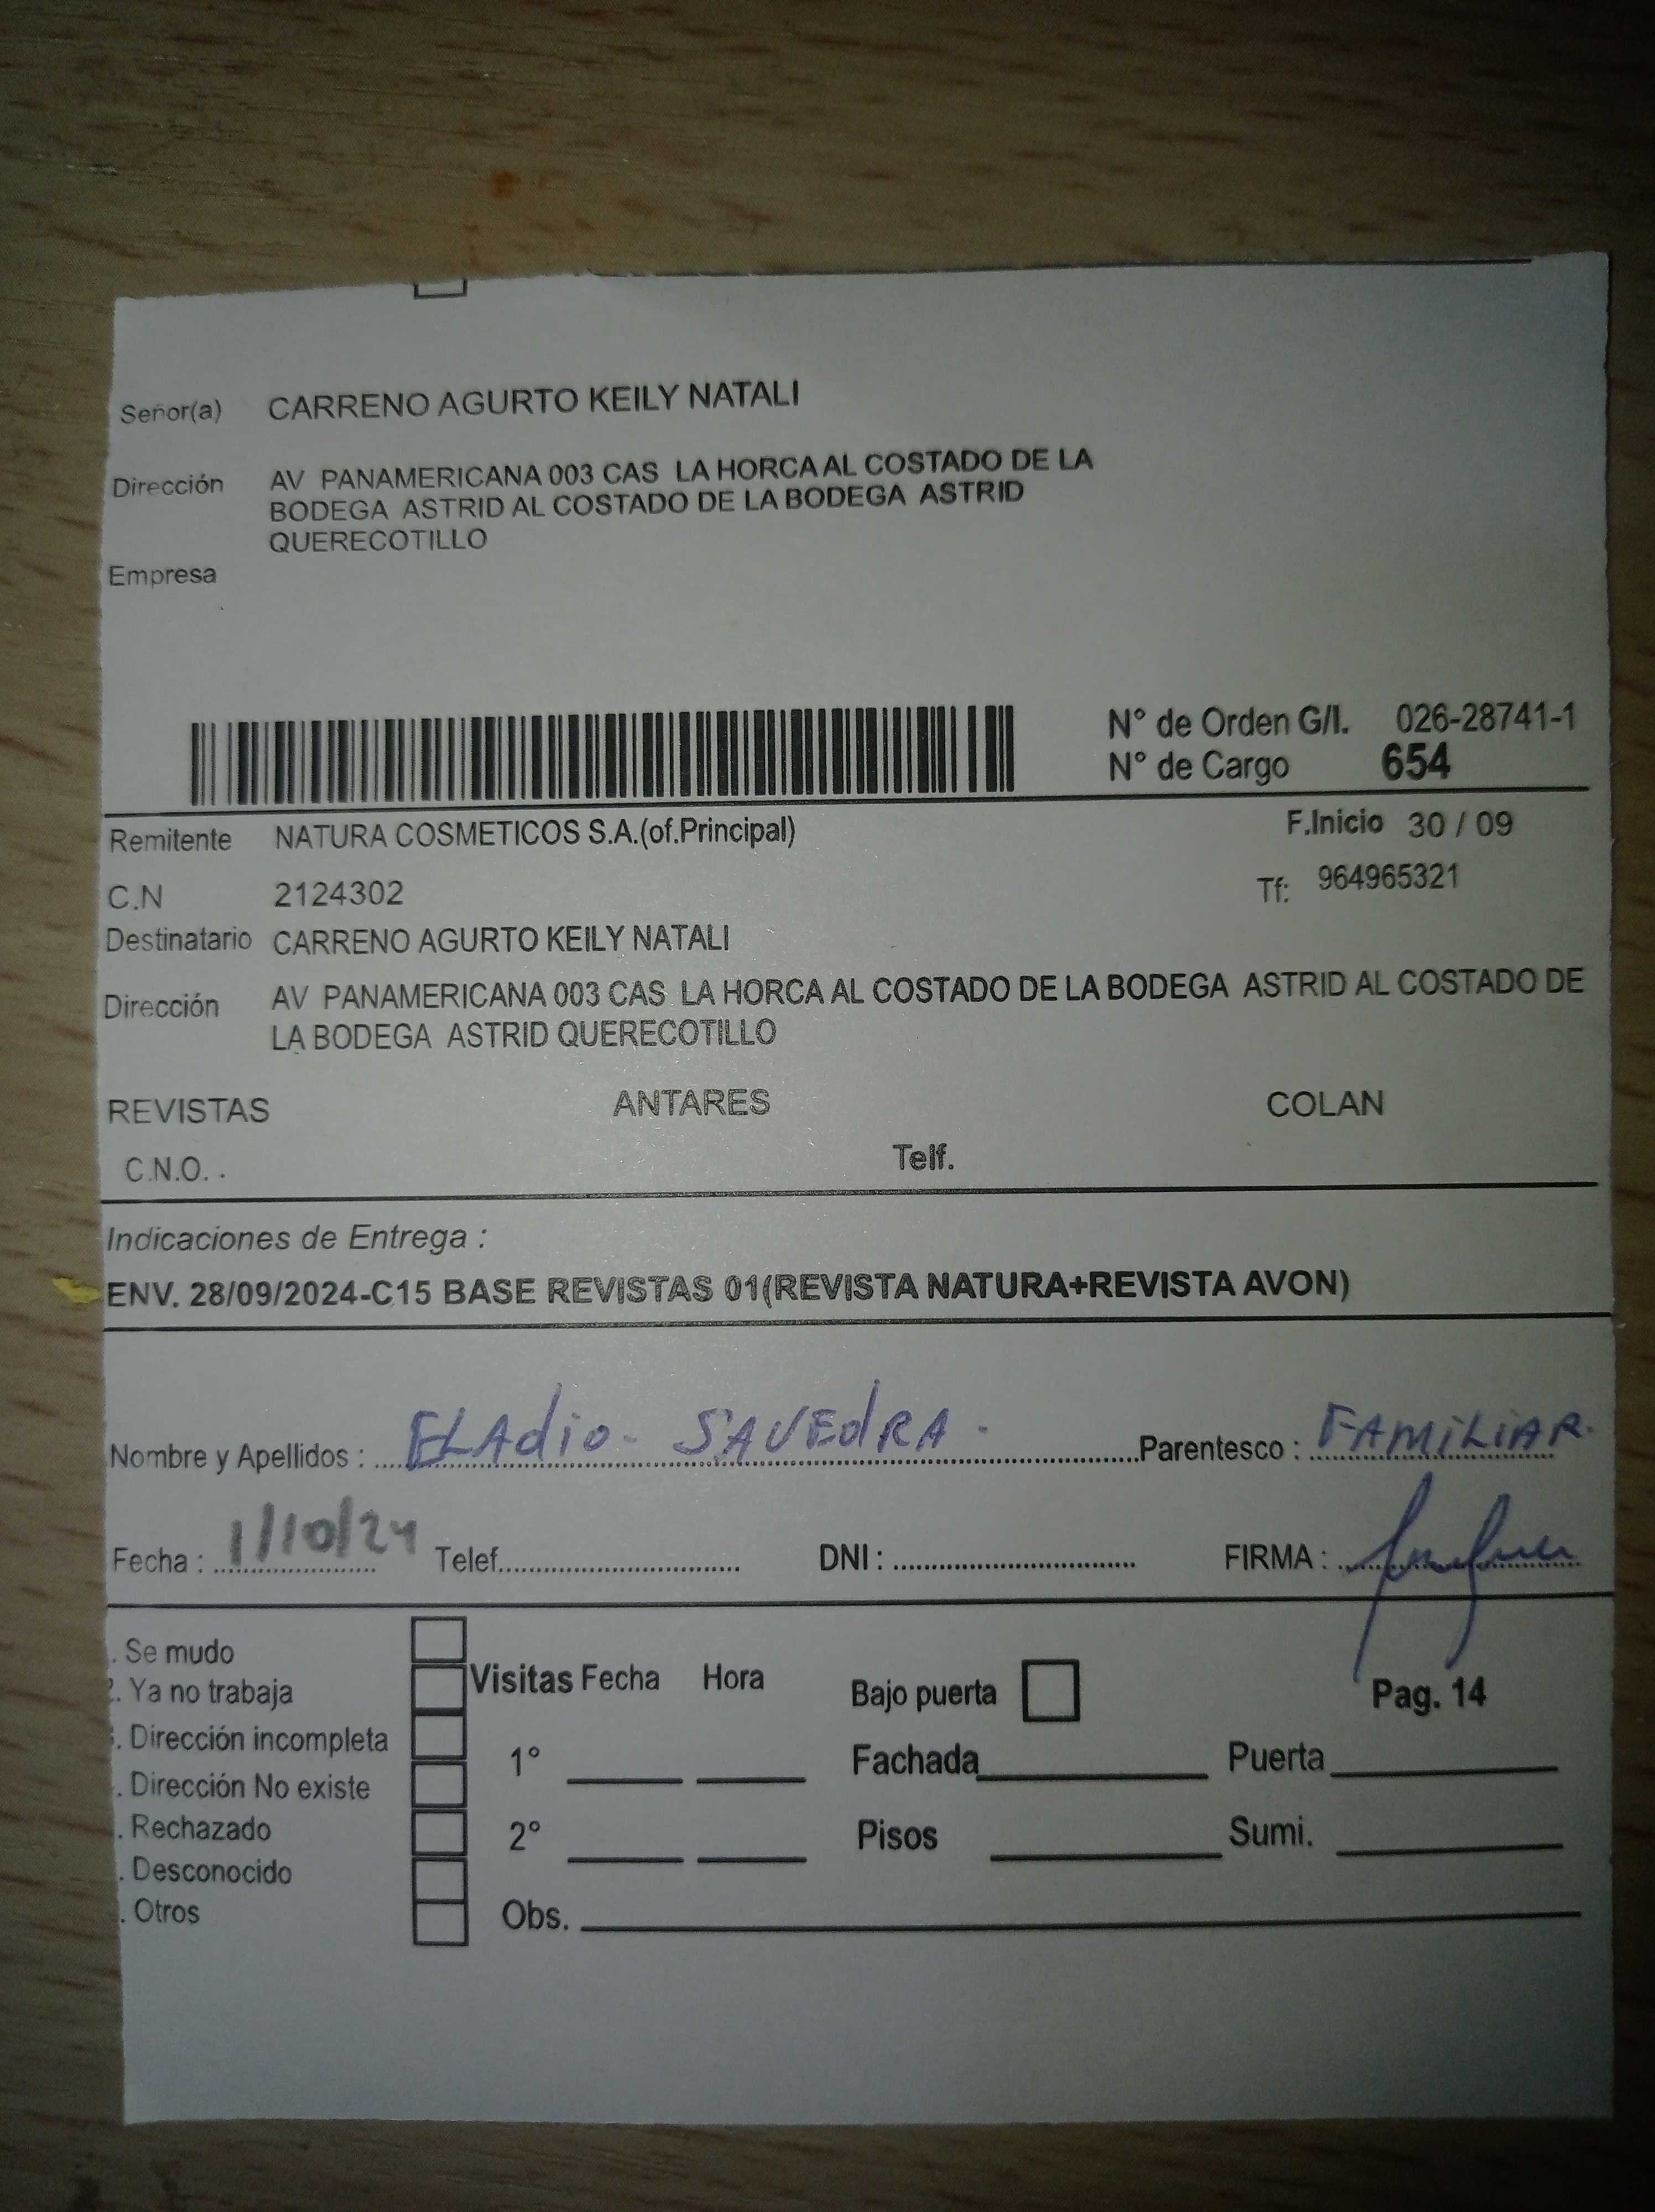 Señor(a) CARRENO AGURTO KEILY NATALI
Dirección AV PANAMERICANA 003 CAS LA HORCA AL COSTADO DE LA
BODEGA ASTRID AL COSTADO DE LA BODEGA ASTRID
QUERECOTILLO
Empresa
N° de Orden G/I. 026-28741-1
N° de Cargo 654
Remitente NATURA COSMETICOS S.A.(of.Principal) F.Inicio 30 / 09
C.N 2124302 Tf: 964965321
Destinatario CARRENO AGURTO KEILY NATALI
Dirección AV PANAMERICANA 003 CAS LA HORCA AL COSTADO DE LA BODEGA ASTRID AL COSTADO DE
LA BODEGA ASTRID QUERECOTILLO
REVISTAS ANTARES COLAN
C.N.O. . Telf.
Indicaciones de Entrega :
ENV. 28/09/2024-C15 BASE REVISTAS 01(REVISTA NATURA+REVISTA AVON)
Nombre y Apellidos : ELAdio - SAVEdRA - Parentesco : FAMILIAR.
Fecha : 1/10/24 Telef. DNI : FIRMA :
. Se mudo
. Ya no trabaja Visitas Fecha Hora Bajo puerta Pag. 14
. Dirección incompleta
. Dirección No existe 1° Fachada Puerta
. Rechazado 2° Pisos Sumi.
. Desconocido
. Otros Obs.